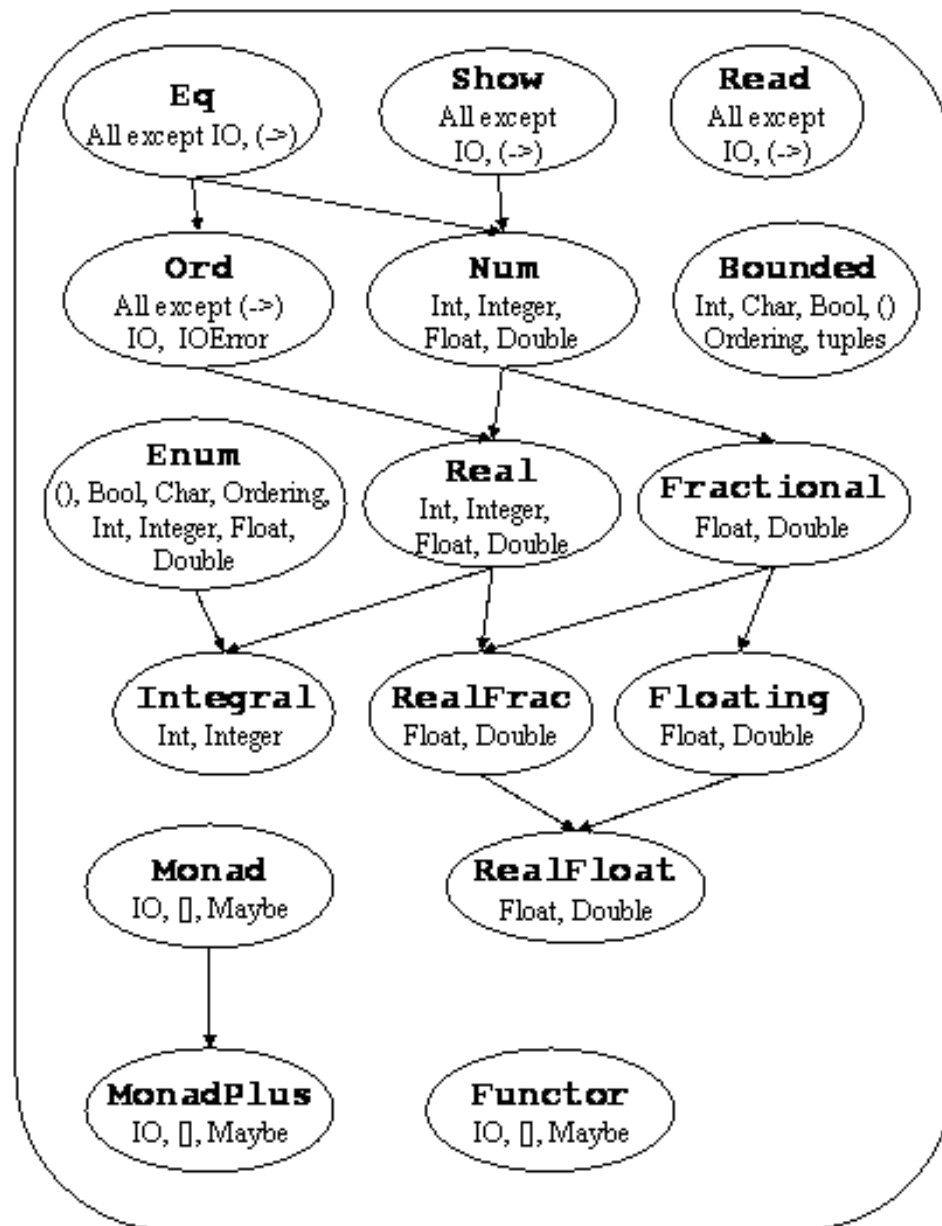 Eq
All except IO, (->)
Show
All except
IO, (->)
Read
All except
IO, (->)
Ord
All except (->)
IO, IOError
Num
Int, Integer,
Float, Double
Bounded
Int, Char, Bool, ()
Ordering, tuples
Enum
(), Bool, Char, Ordering,
Int, Integer, Float,
Double
Real
Int, Integer,
Float, Double
Fractional
Float, Double
Integral
Int, Integer
RealFrac
Float, Double
Floating
Float, Double
Monad
IO, [], Maybe
RealFloat
Float, Double
MonadPlus
IO, [], Maybe
Functor
IO, [], Maybe